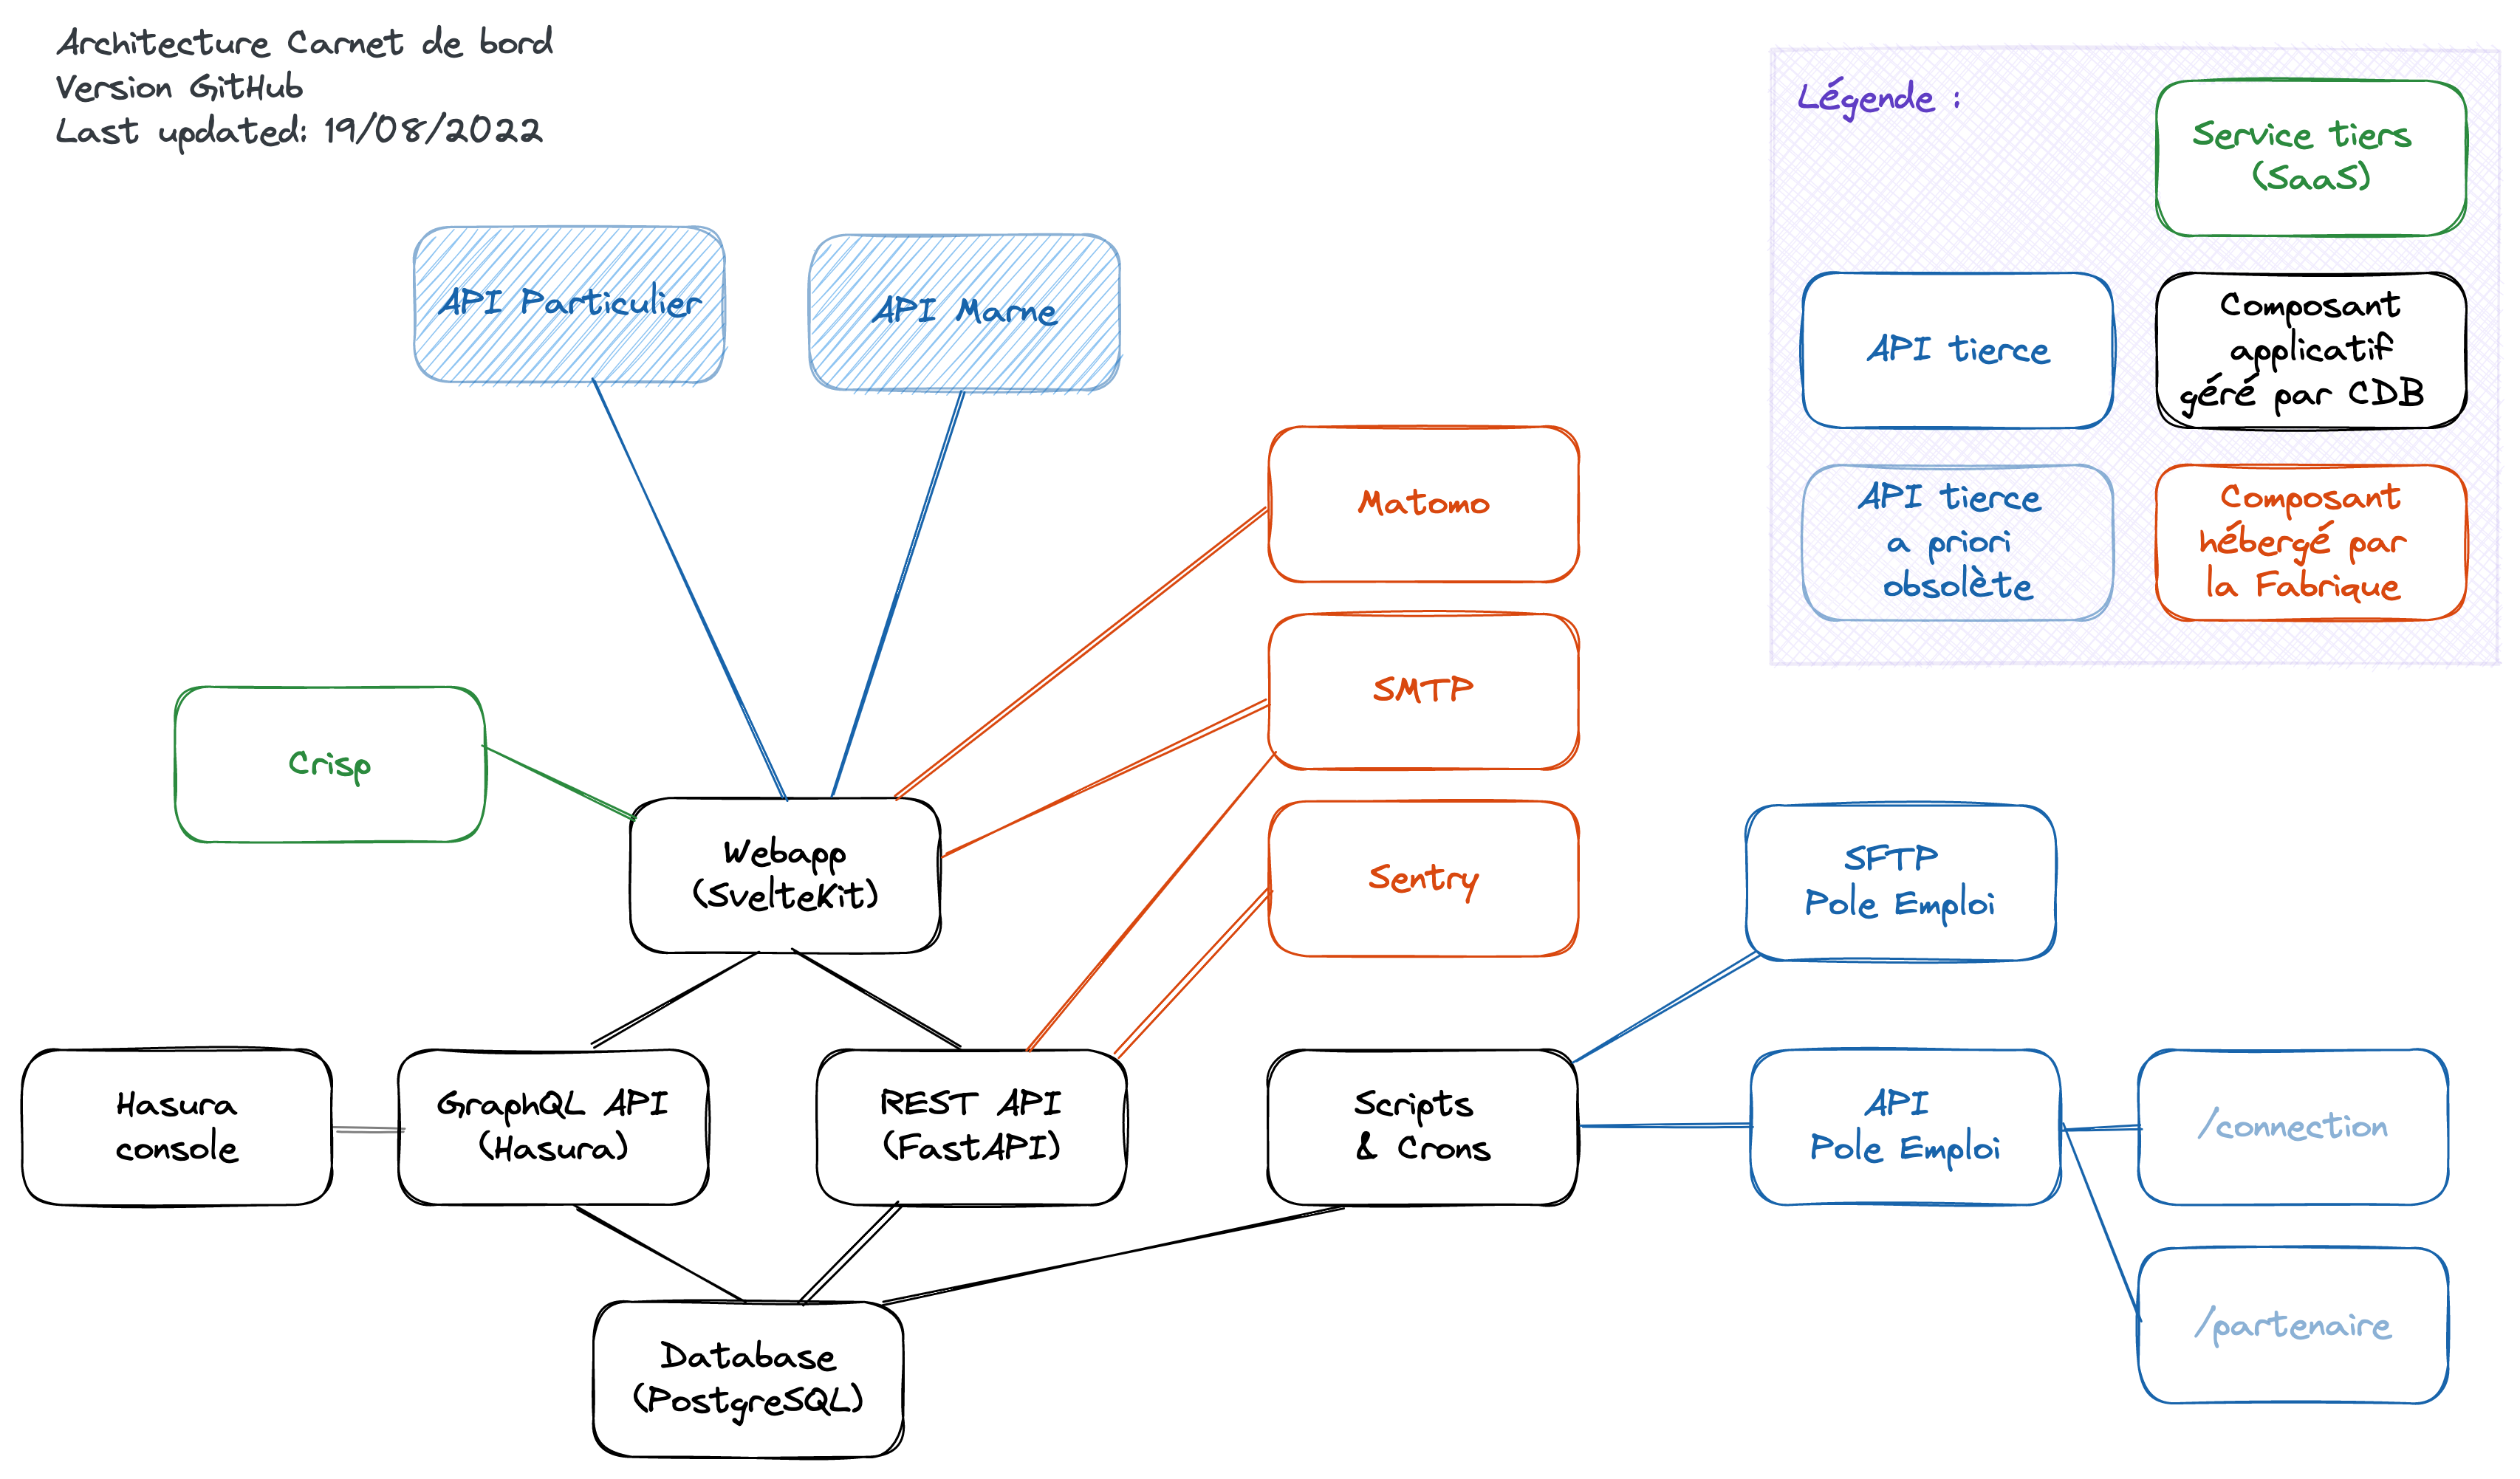 Architecture Carnet de bord
Version GitHub
Last updated: 19/08/2022
Légende :
Service tiers
(SaaS)
API tierce
Composant
applicatif
géré par CDB
API tierce
a priori
obsolète
Composant
hébergé par
la Fabrique
API Particulier
API Marne
Matomo
SMTP
Sentry
Crisp
Webapp
(SvelteKit)
SFTP
Pole Emploi
Hasura
console
GraphQL API
(Hasura)
REST API
(FastAPI)
Scripts
& Crons
API
Pole Emploi
/connection
/partenaire
Database
(PostgreSQL)